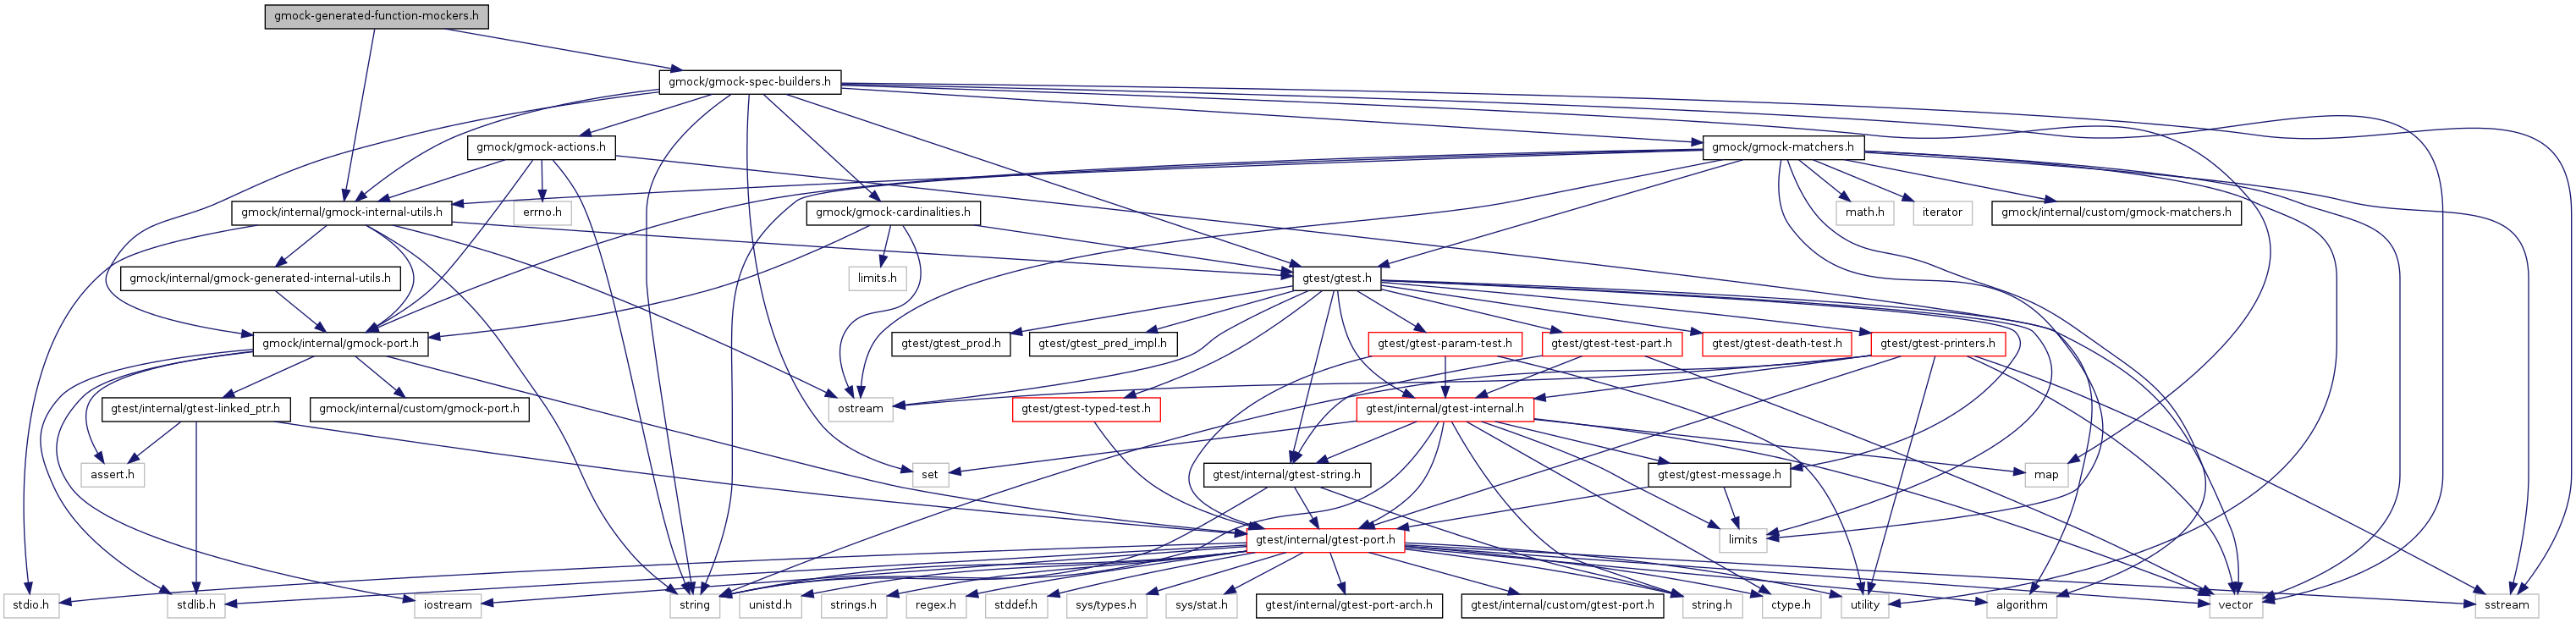 gmock-generated-function-mockers.h
gmock/gmock-spec-builders.h
gmock/gmock-actions.h
gmock/gmock-matchers.h
gmock/internal/gmock-internal-utils.h
errno.h
gmock/gmock-cardinalities.h
math.h
iterator
gmock/internal/custom/gmock-matchers.h
gmock/internal/gmock-generated-internal-utils.h
limits.h
gtest/gtest.h
gmock/internal/gmock-port.h
gtest/gtest_prod.h
gtest/gtest_pred_impl.h
gtest/gtest-param-test.h
gtest/gtest-test-part.h
gtest/gtest-death-test.h
gtest/gtest-printers.h
gtest/internal/gtest-linked_ptr.h
gmock/internal/custom/gmock-port.h
ostream
gtest/gtest-typed-test.h
gtest/internal/gtest-internal.h
assert.h
set
gtest/internal/gtest-string.h
gtest/gtest-message.h
map
gtest/internal/gtest-port.h
limits
stdio.h
stdlib.h
iostream
string
unistd.h
strings.h
regex.h
stddef.h
sys/types.h
sys/stat.h
gtest/internal/gtest-port-arch.h
gtest/internal/custom/gtest-port.h
string.h
ctype.h
utility
algorithm
vector
sstream